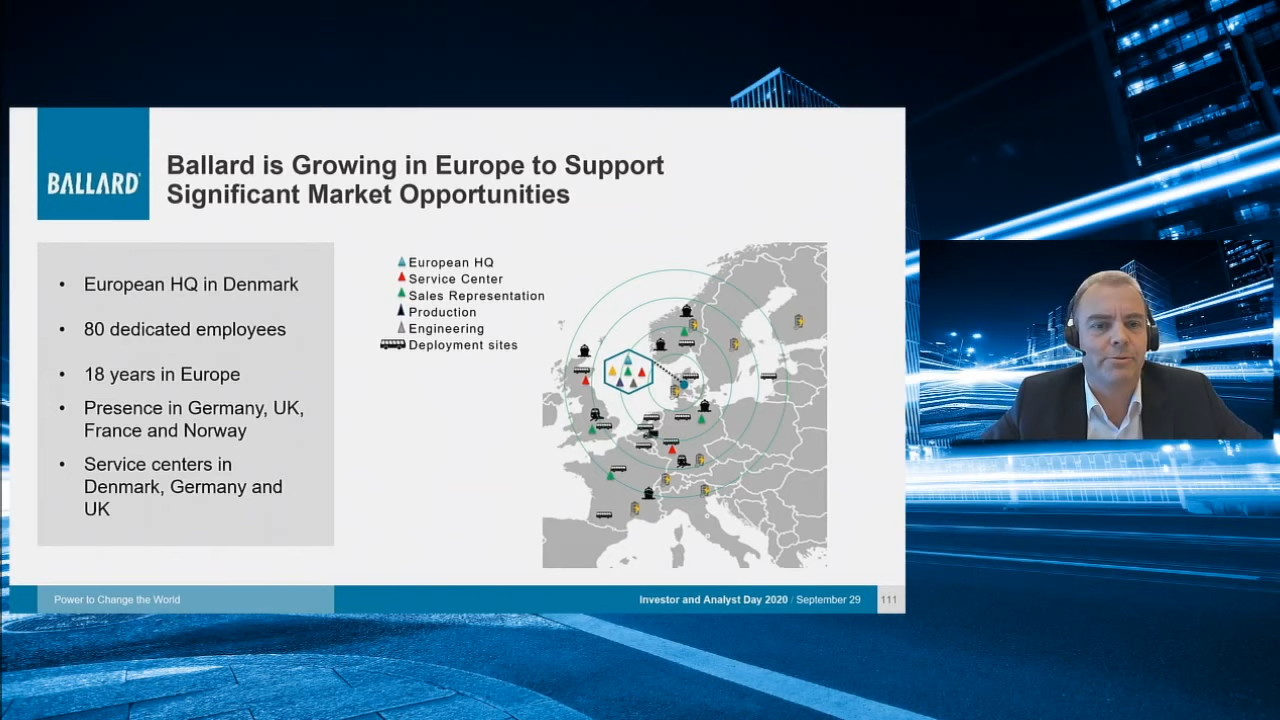 BALLARD
Ballard is Growing in Europe to Support
Significant Market Opportunities
• European HQ in Denmark
• 80 dedicated employees
• 18 years in Europe
• Presence in Germany, UK,
France and Norway
• Service centers in
Denmark, Germany and
UK
European HQ
Service Center
Sales Representation
Production
Engineering
Deployment sites
Power to Change the World
Investor and Analyst Day 2020 / September 29
111